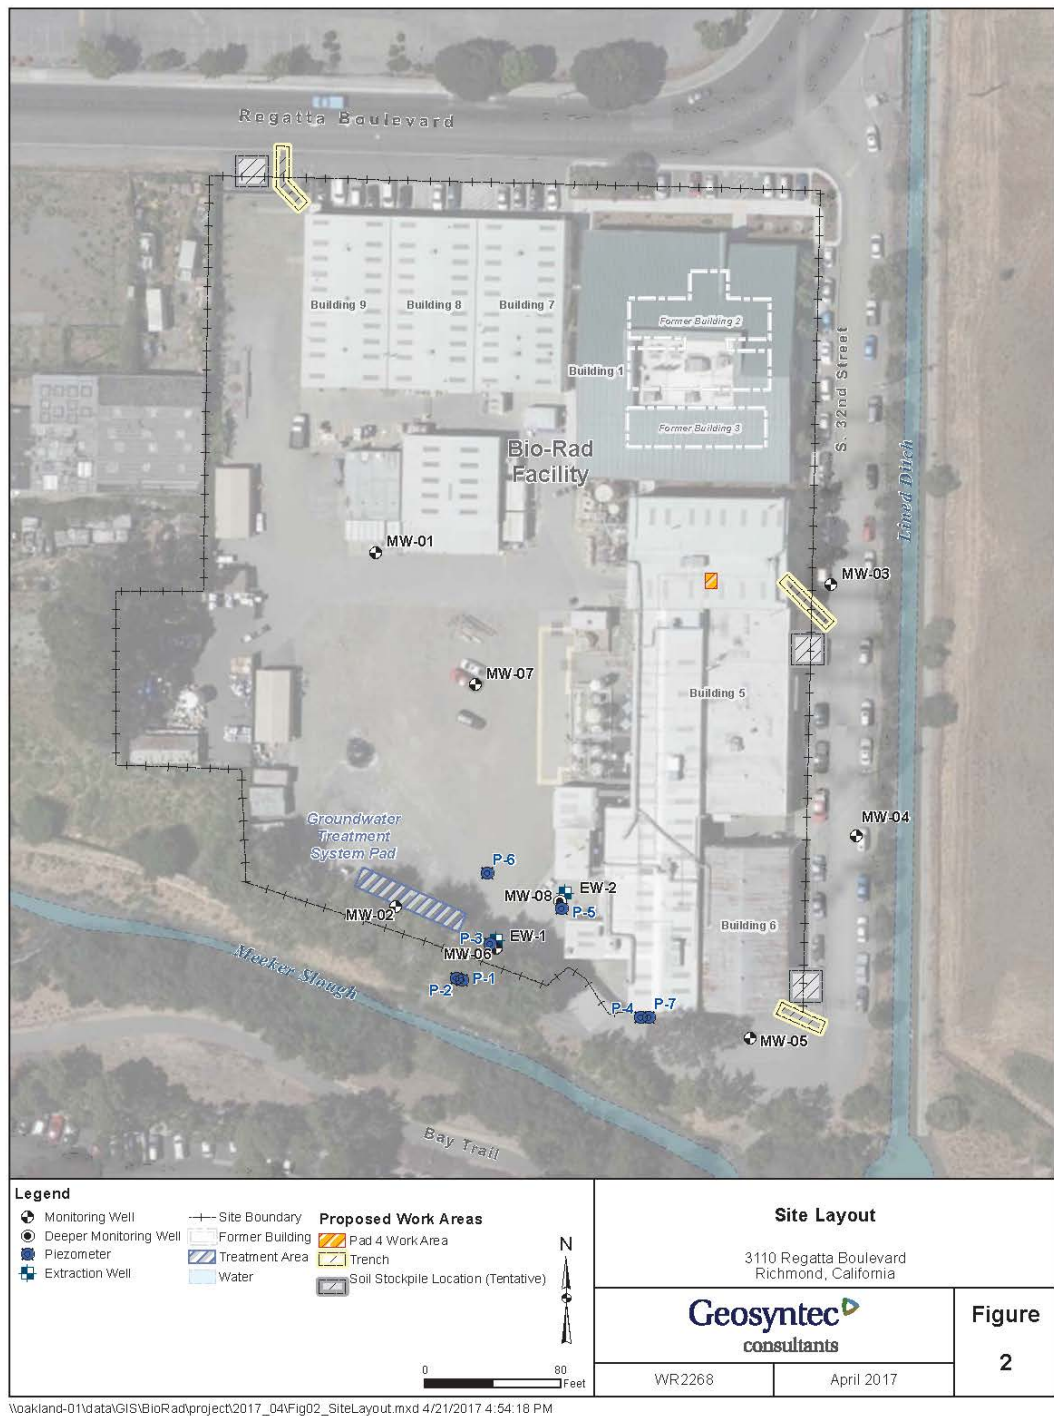 Regatta Boulevard
Building 9
Building 8
Building 7
Former Building 2
Building 1
Former Building 3
S. 32nd Street
Lined Ditch
Bio-Rad
Facility
MW-01
MW-03
MW-07
Building 5
Groundwater
Treatment
System Pad
MW-04
P-6
MW-08
EW-2
P-5
MW-02
Building 6
P-3
EW-1
MW-06
Meeker Slough
P-2
P-1
P-4
P-7
MW-05
Bay Trail
Legend
Monitoring Well
Deeper Monitoring Well
Piezometer
Extraction Well
Site Boundary
Former Building
Treatment Area
Water
Proposed Work Areas
Pad 4 Work Area
Trench
Soil Stockpile Location (Tentative)
N
0
80
Feet
Site Layout
3110 Regatta Boulevard
Richmond, California
Geosyntec
consultants
Figure
2
WR2268
April 2017
\\oakland-01\data\GIS\BioRad\project\2017_04\Fig02_SiteLayout.mxd 4/21/2017 4:54:18 PM